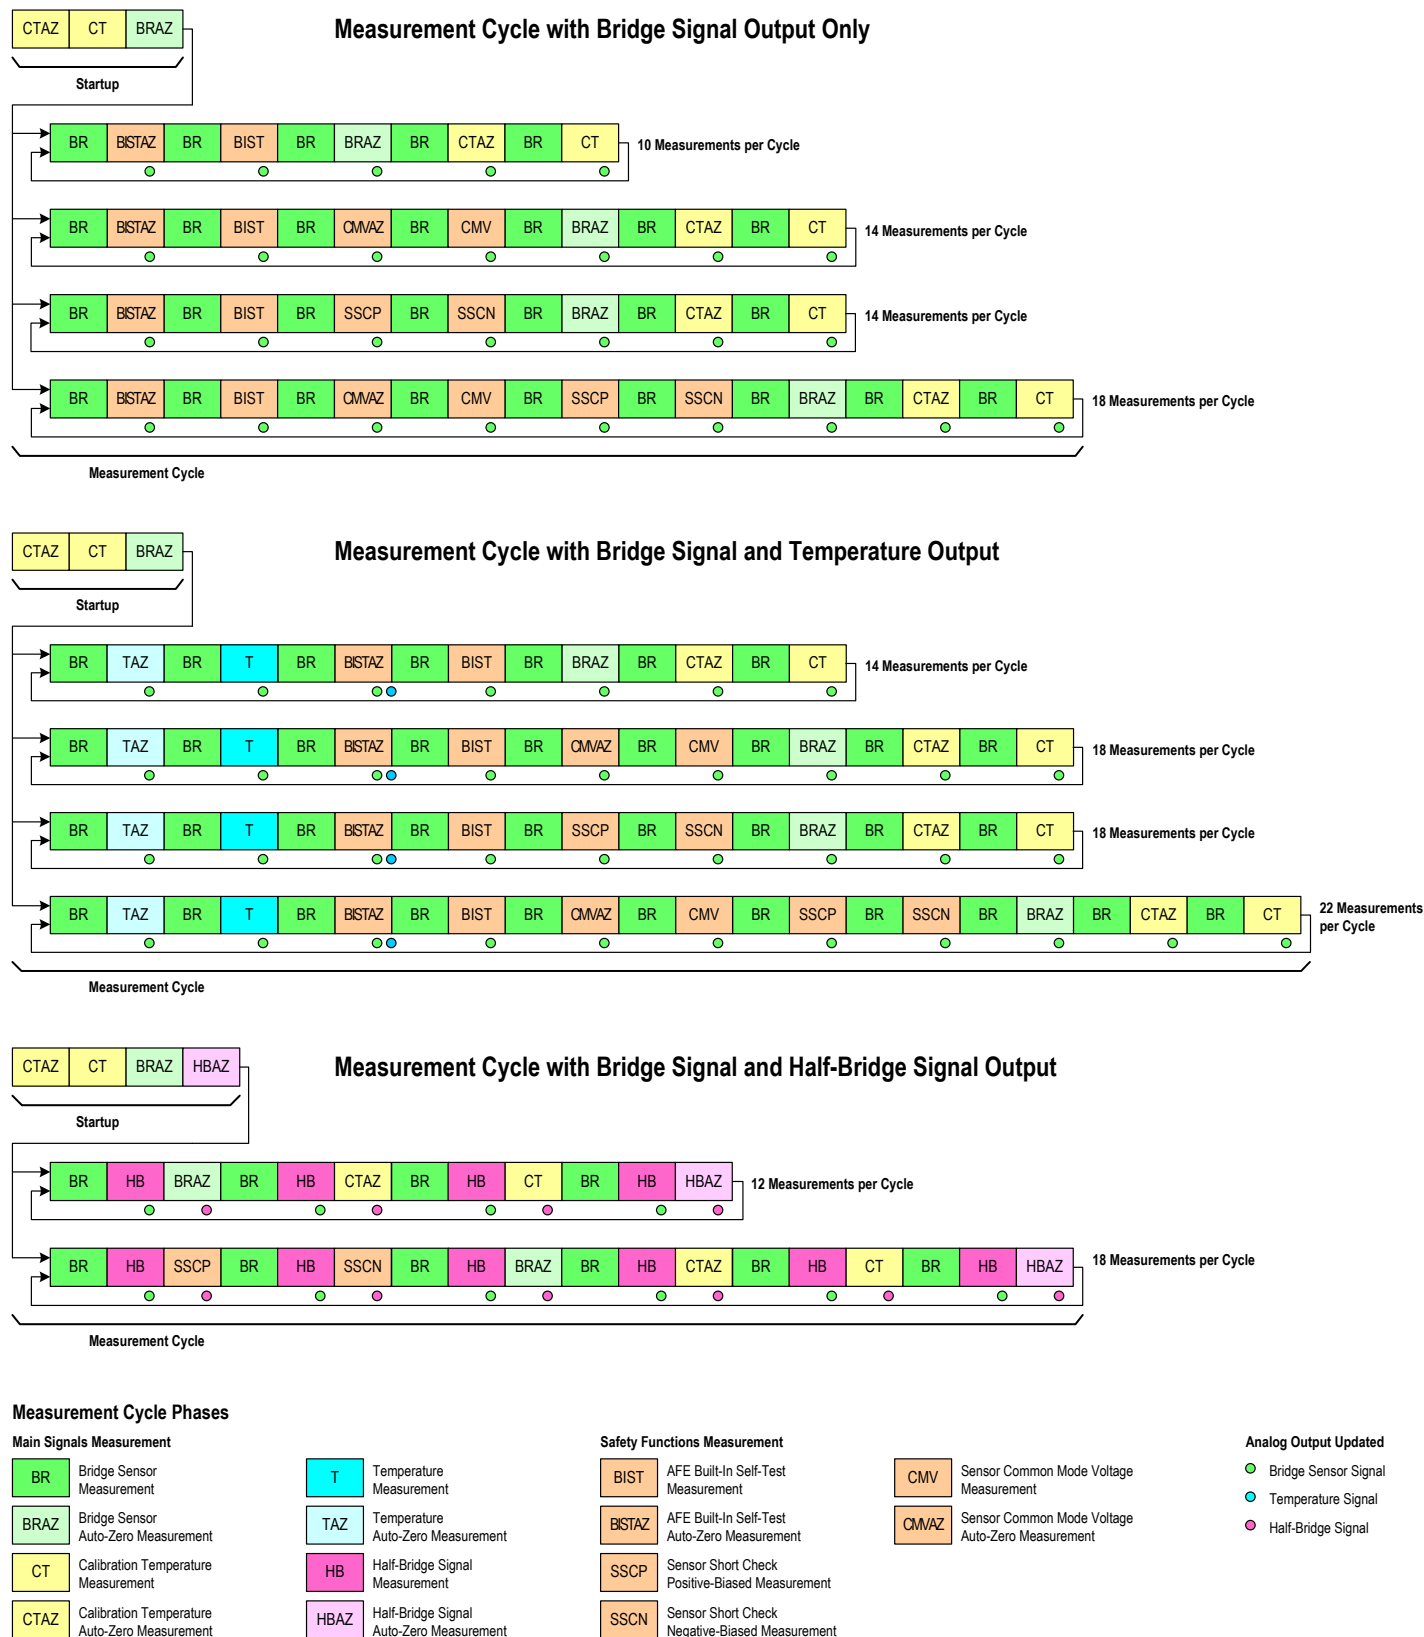 CTAZ CT BRAZ Measurement Cycle with Bridge Signal Output Only
Startup
BR BISTAZ BR BIST BR BRAZ BR CTAZ BR CT 10 Measurements per Cycle
BR BISTAZ BR BIST BR CMVAZ BR CMV BR BRAZ BR CTAZ BR CT 14 Measurements per Cycle
BR BISTAZ BR BIST BR SSCP BR SSCN BR BRAZ BR CTAZ BR CT 14 Measurements per Cycle
BR BISTAZ BR BIST BR CMVAZ BR CMV BR SSCP BR SSCN BR BRAZ BR CTAZ BR CT 18 Measurements per Cycle
Measurement Cycle
CTAZ CT BRAZ Measurement Cycle with Bridge Signal and Temperature Output
Startup
BR TAZ BR T BR BISTAZ BR BIST BR BRAZ BR CTAZ BR CT 14 Measurements per Cycle
BR TAZ BR T BR BISTAZ BR BIST BR CMVAZ BR CMV BR BRAZ BR CTAZ BR CT 18 Measurements per Cycle
BR TAZ BR T BR BISTAZ BR BIST BR SSCP BR SSCN BR BRAZ BR CTAZ BR CT 18 Measurements per Cycle
BR TAZ BR T BR BISTAZ BR BIST BR CMVAZ BR CMV BR SSCP BR SSCN BR BRAZ BR CTAZ BR CT 22 Measurements
per Cycle
Measurement Cycle
CTAZ CT BRAZ HBAZ Measurement Cycle with Bridge Signal and Half-Bridge Signal Output
Startup
BR HB BRAZ BR HB CTAZ BR HB CT BR HB HBAZ 12 Measurements per Cycle
BR HB SSCP BR HB SSCN BR HB BRAZ BR HB CTAZ BR HB CT BR HB HBAZ 18 Measurements per Cycle
Measurement Cycle
Measurement Cycle Phases
Main Signals Measurement
BR Bridge Sensor
Measurement
BRAZ Bridge Sensor
Auto-Zero Measurement
CT Calibration Temperature
Measurement
CTAZ Calibration Temperature
Auto-Zero Measurement
T Temperature
Measurement
TAZ Temperature
Auto-Zero Measurement
HB Half-Bridge Signal
Measurement
HBAZ Half-Bridge Signal
Auto-Zero Measurement
Safety Functions Measurement
BIST AFE Built-In Self-Test
Measurement
BISTAZ AFE Built-In Self-Test
Auto-Zero Measurement
SSCP Sensor Short Check
Positive-Biased Measurement
SSCN Sensor Short Check
Negative-Biased Measurement
CMV Sensor Common Mode Voltage
Measurement
CMVAZ Sensor Common Mode Voltage
Auto-Zero Measurement
Analog Output Updated
Bridge Sensor Signal
Temperature Signal
Half-Bridge Signal